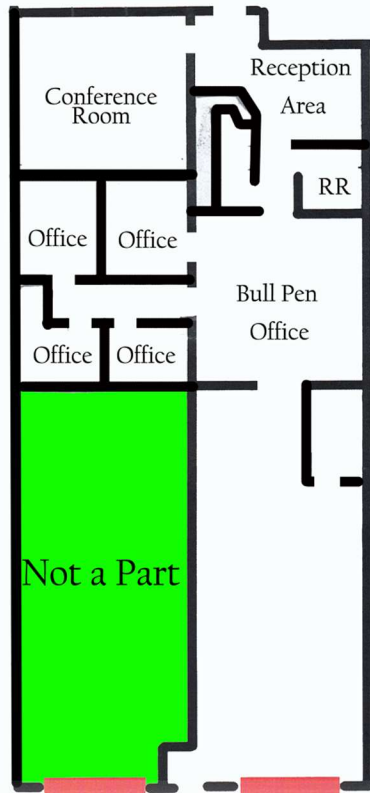 Reception
Area
Conference
Room
RR
Office
Office
Bull Pen
Office
Office
Office
Not a Part